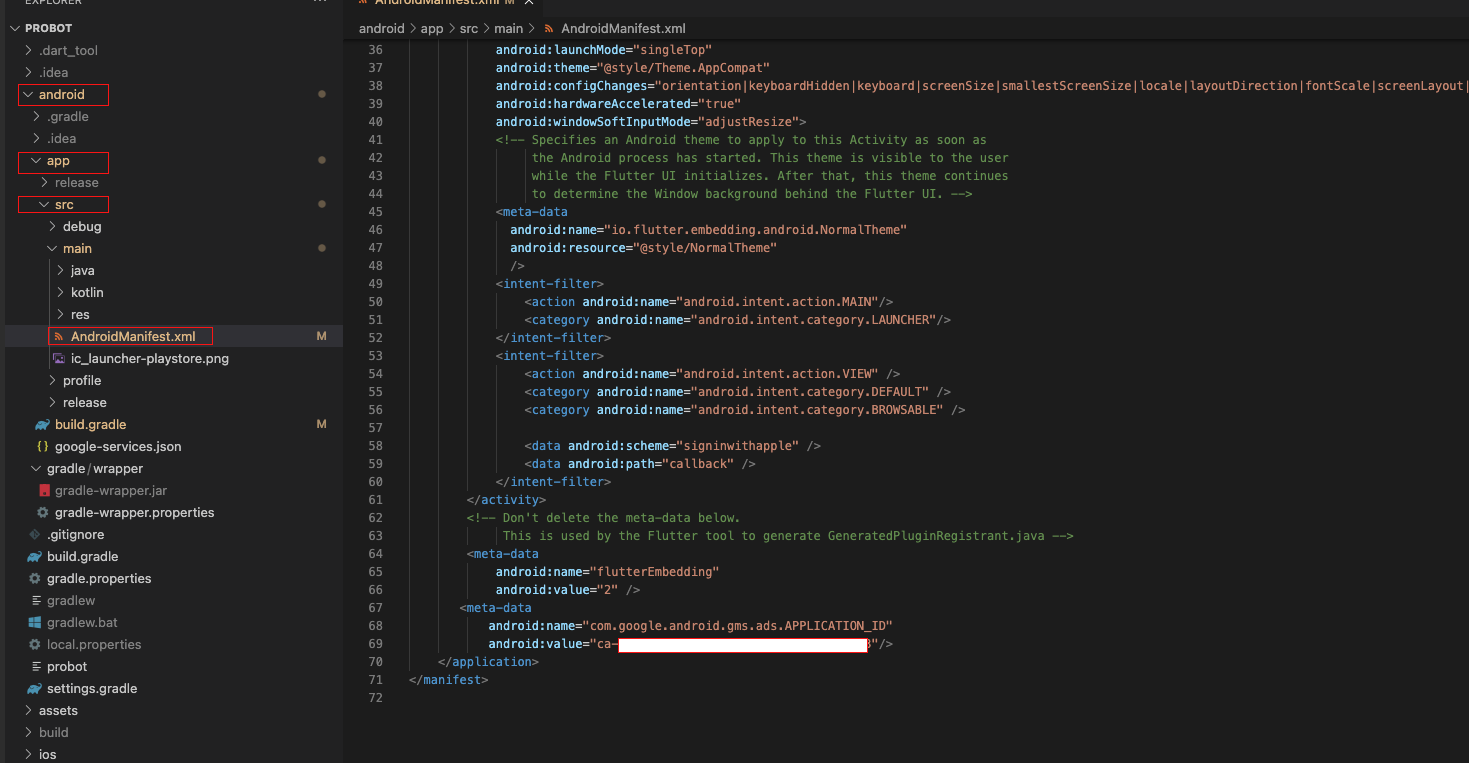 EXPLORER
PROBOT
.dart_tool
.idea
android
.gradle
.idea
app
release
src
debug
main
java
kotlin
res
AndroidManifest.xml M
ic_launcher-playstore.png
profile
release
build.gradle M
google-services.json
gradle/wrapper
gradle-wrapper.jar
gradle-wrapper.properties
.gitignore
build.gradle
gradle.properties
gradlew
gradlew.bat
local.properties
probot
settings.gradle
assets
build
ios
AndroidManifest.xml M
android > app > src > main > AndroidManifest.xml
36 android:launchMode="singleTop"
37 android:theme="@style/Theme.AppCompat"
38 android:configChanges="orientation|keyboardHidden|keyboard|screenSize|smallestScreenSize|locale|layoutDirection|fontScale|screenLayout|
39 android:hardwareAccelerated="true"
40 android:windowSoftInputMode="adjustResize">
41 <!-- Specifies an Android theme to apply to this Activity as soon as
42 the Android process has started. This theme is visible to the user
43 while the Flutter UI initializes. After that, this theme continues
44 to determine the Window background behind the Flutter UI. -->
45 <meta-data
46 android:name="io.flutter.embedding.android.NormalTheme"
47 android:resource="@style/NormalTheme"
48 />
49 <intent-filter>
50 <action android:name="android.intent.action.MAIN"/>
51 <category android:name="android.intent.category.LAUNCHER"/>
52 </intent-filter>
53 <intent-filter>
54 <action android:name="android.intent.action.VIEW" />
55 <category android:name="android.intent.category.DEFAULT" />
56 <category android:name="android.intent.category.BROWSABLE" />
57
58 <data android:scheme="signinwithapple" />
59 <data android:path="callback" />
60 </intent-filter>
61 </activity>
62 <!-- Don't delete the meta-data below.
63 This is used by the Flutter tool to generate GeneratedPluginRegistrant.java -->
64 <meta-data
65 android:name="flutterEmbedding"
66 android:value="2" />
67 <meta-data
68 android:name="com.google.android.gms.ads.APPLICATION_ID"
69 android:value="ca- "/>
70 </application>
71 </manifest>
72